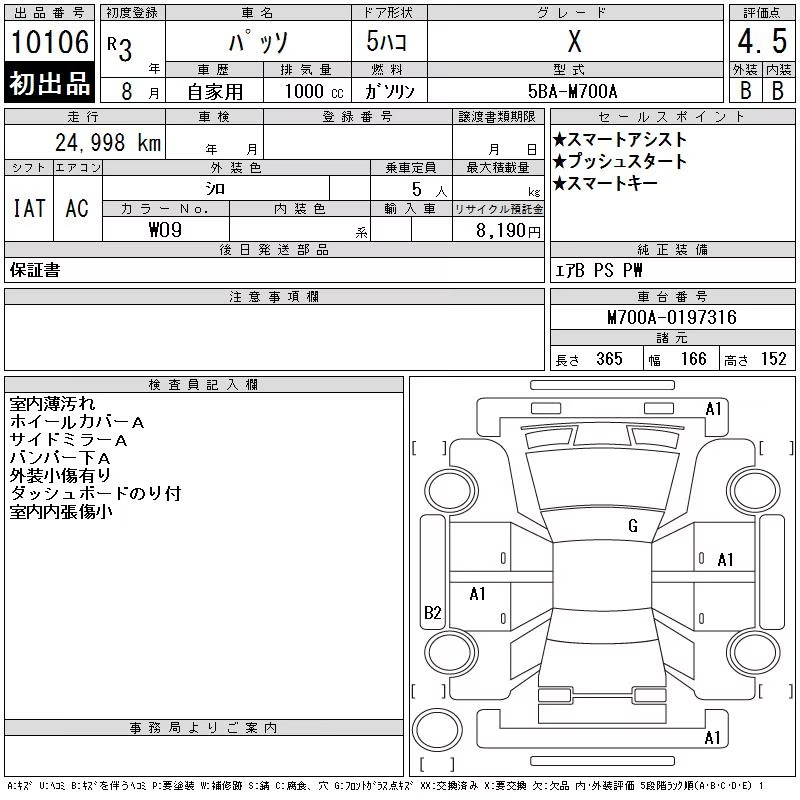 出品番号 初度登録 車名 ドア形状 グレード 評価点
10106 R3年 ﾊﾟｯｿ 5ﾊｺ X 4.5
初出品 車歴 排気量 燃料 型式 外装 内装
8月 自家用 1000 cc ｶﾞｿﾘﾝ 5BA-M700A B B
走行 車検 登録番号 譲渡書類期限 セールスポイント
24,998 km 年 月 月 日
★スマートアシスト
★プッシュスタート
★スマートキー
シフト エアコン 外装色 乗車定員 最大積載量
IAT AC ｼﾛ 5 人 kg
カラーNo. 内装色 輸入車 リサイクル預託金
W09 系 8,190円
後日発送部品 純正装備
保証書 ｴｱB PS PW
注意事項欄 車台番号
M700A-0197316
諸元
長さ 365 幅 166 高さ 152
検査員記入欄
室内薄汚れ
ホイールカバーA
サイドミラーA
バンパー下A
外装小傷有り
ダッシュボードのり付
室内内張傷小
A1
G
A1
A1
B2
A1
事務局よりご案内
A:ｷｽﾞ U:ﾍｺﾐ B:ｷｽﾞを伴うﾍｺﾐ P:要塗装 W:補修跡 S:錆 C:腐食、穴 G:ﾌﾛﾝﾄｶﾞﾗｽ点ｷｽﾞ XX:交換済み X:要交換 欠:欠品 内・外装評価 5段階ﾗﾝｸ順(A･B･C･D･E) 1